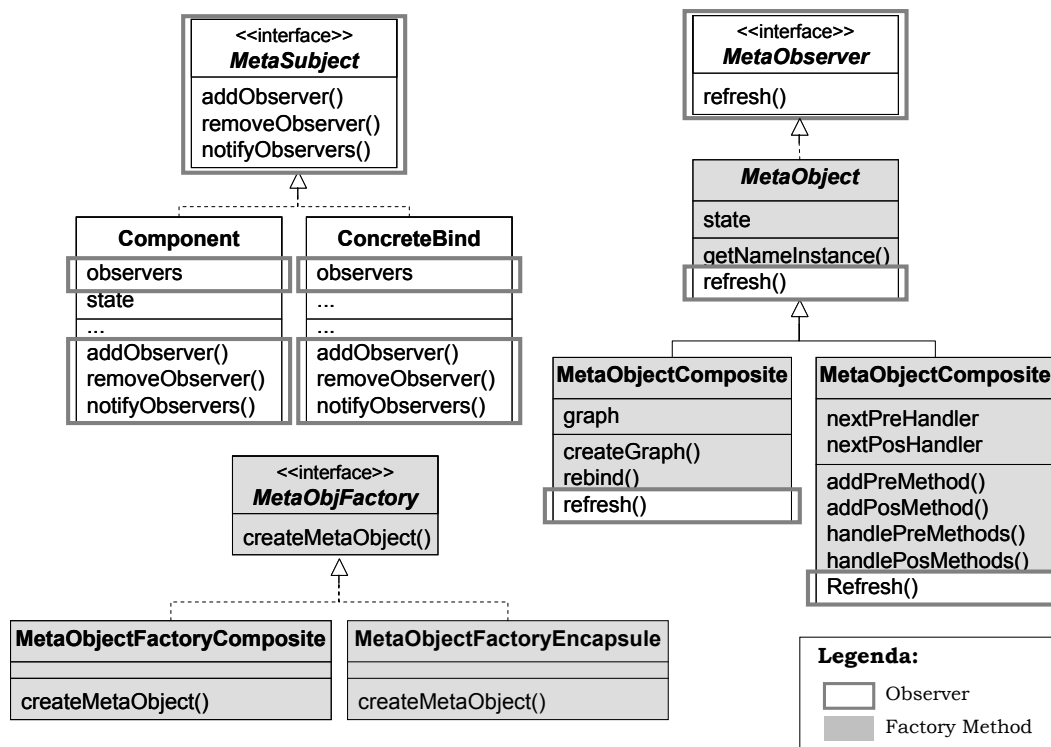 <<interface>>
MetaSubject
addObserver()
removeObserver()
notifyObservers()
<<interface>>
MetaObserver
refresh()
MetaObject
state
getNameInstance()
refresh()
Component
observers
state
...
addObserver()
removeObserver()
notifyObservers()
ConcreteBind
observers
...
...
addObserver()
removeObserver()
notifyObservers()
MetaObjectComposite
graph
createGraph()
rebind()
refresh()
MetaObjectComposite
nextPreHandler
nextPosHandler
addPreMethod()
addPosMethod()
handlePreMethods()
handlePosMethods()
Refresh()
<<interface>>
MetaObjFactory
createMetaObject()
MetaObjectFactoryComposite
createMetaObject()
MetaObjectFactoryEncapsule
createMetaObject()
Legenda:
Observer
Factory Method